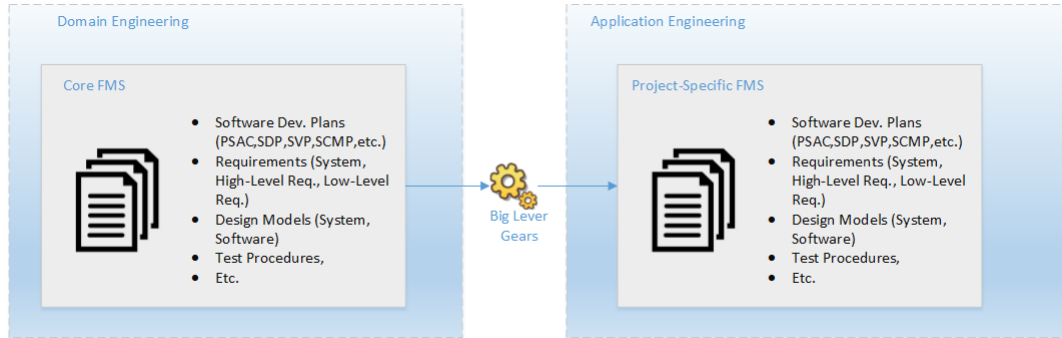 Domain Engineering
Core FMS
• Software Dev. Plans
(PSAC,SDP,SVP,SCMP,etc.)
• Requirements (System,
High-Level Req., Low-Level
Req.)
• Design Models (System,
Software)
• Test Procedures,
• Etc.
Big Lever
Gears
Application Engineering
Project-Specific FMS
• Software Dev. Plans
(PSAC,SDP,SVP,SCMP,etc.)
• Requirements (System,
High-Level Req., Low-Level
Req.)
• Design Models (System,
Software)
• Test Procedures,
• Etc.